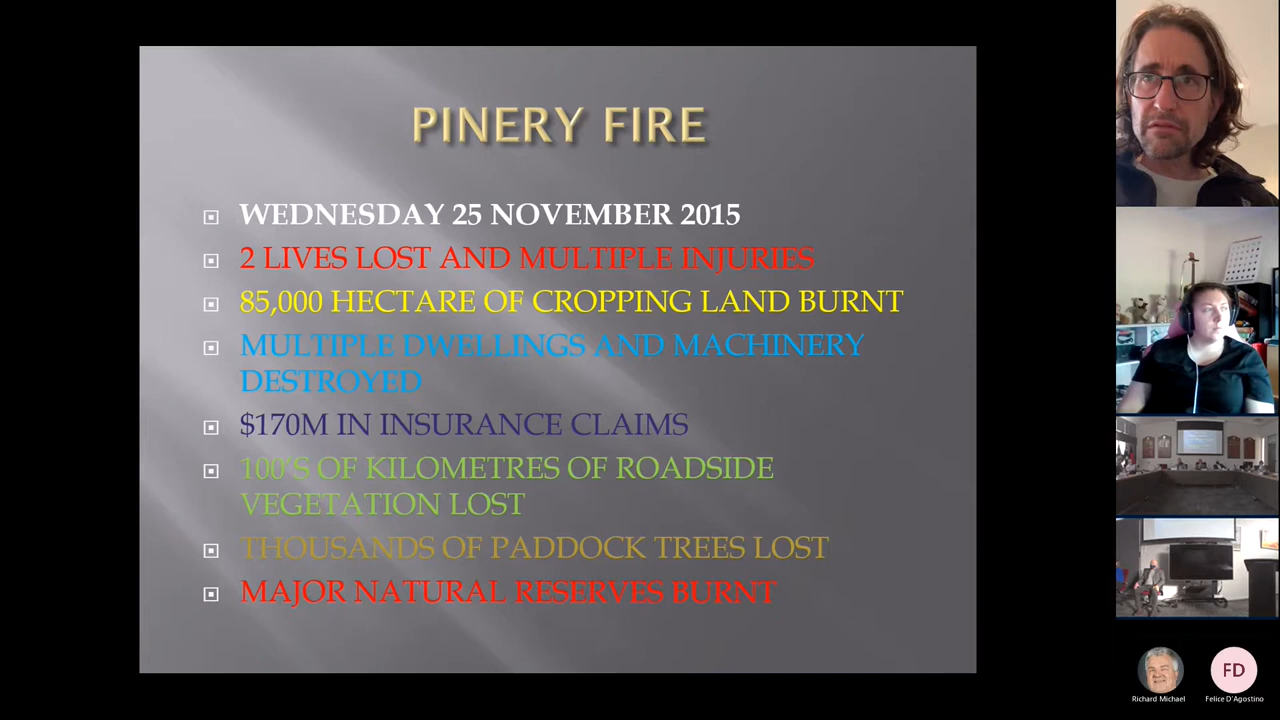 PINERY FIRE
WEDNESDAY 25 NOVEMBER 2015
2 LIVES LOST AND MULTIPLE INJURIES
85,000 HECTARE OF CROPPING LAND BURNT
MULTIPLE DWELLINGS AND MACHINERY
DESTROYED
$170M IN INSURANCE CLAIMS
100'S OF KILOMETRES OF ROADSIDE
VEGETATION LOST
THOUSANDS OF PADDOCK TREES LOST
MAJOR NATURAL RESERVES BURNT
FD
Richard Michael
Felice D'Agostino